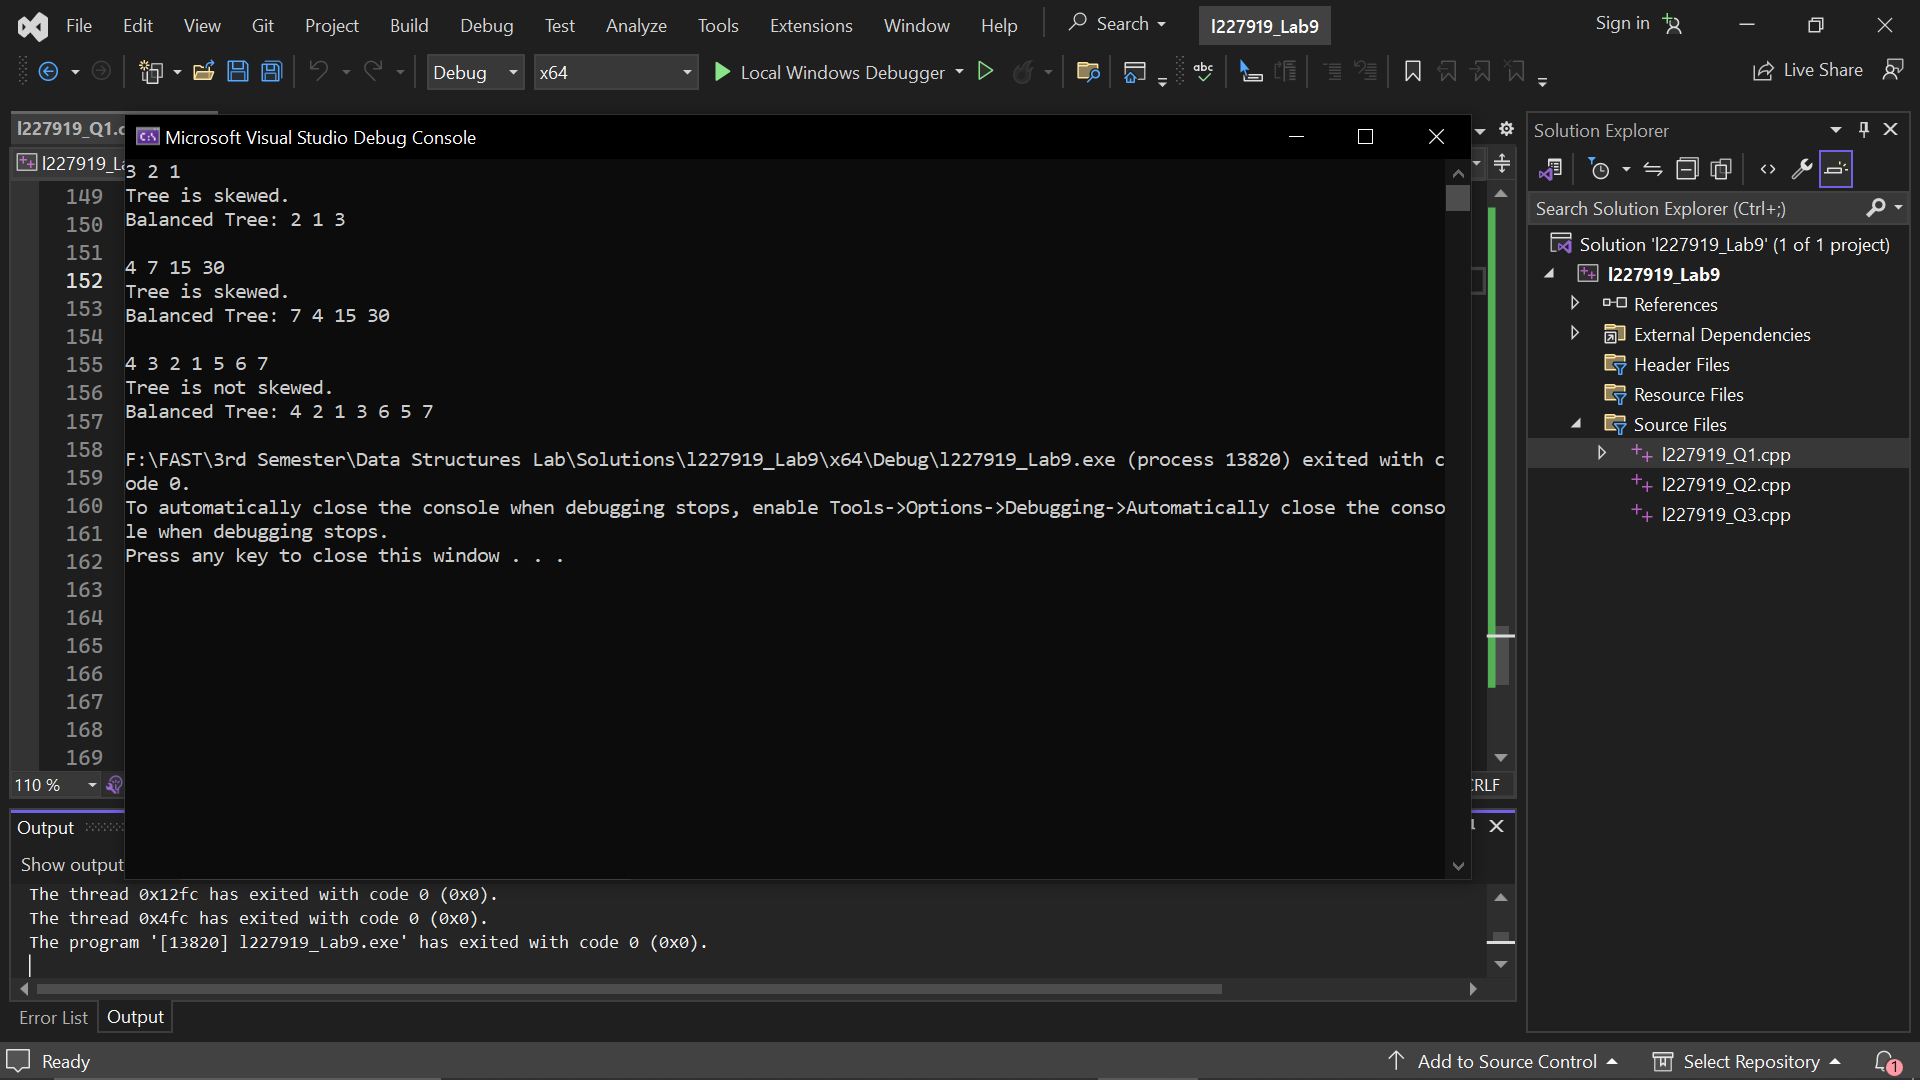 File Edit View Git Project Build Debug Test Analyze Tools Extensions Window Help Search l227919_Lab9 Sign in
Debug x64 Local Windows Debugger Live Share
l227919_Q1.c
Microsoft Visual Studio Debug Console
l227919_La
149
150
151
152
153
154
155
156
157
158
159
160
161
162
163
164
165
166
167
168
169
3 2 1
Tree is skewed.
Balanced Tree: 2 1 3
4 7 15 30
Tree is skewed.
Balanced Tree: 7 4 15 30
4 3 2 1 5 6 7
Tree is not skewed.
Balanced Tree: 4 2 1 3 6 5 7
F:\FAST\3rd Semester\Data Structures Lab\Solutions\l227919_Lab9\x64\Debug\l227919_Lab9.exe (process 13820) exited with c
ode 0.
To automatically close the console when debugging stops, enable Tools->Options->Debugging->Automatically close the conso
le when debugging stops.
Press any key to close this window . . .
110 %
CRLF
Output
Show output
The thread 0x12fc has exited with code 0 (0x0).
The thread 0x4fc has exited with code 0 (0x0).
The program '[13820] l227919_Lab9.exe' has exited with code 0 (0x0).
Error List Output
Solution Explorer
Search Solution Explorer (Ctrl+;)
Solution 'l227919_Lab9' (1 of 1 project)
l227919_Lab9
References
External Dependencies
Header Files
Resource Files
Source Files
l227919_Q1.cpp
l227919_Q2.cpp
l227919_Q3.cpp
Ready Add to Source Control Select Repository 1